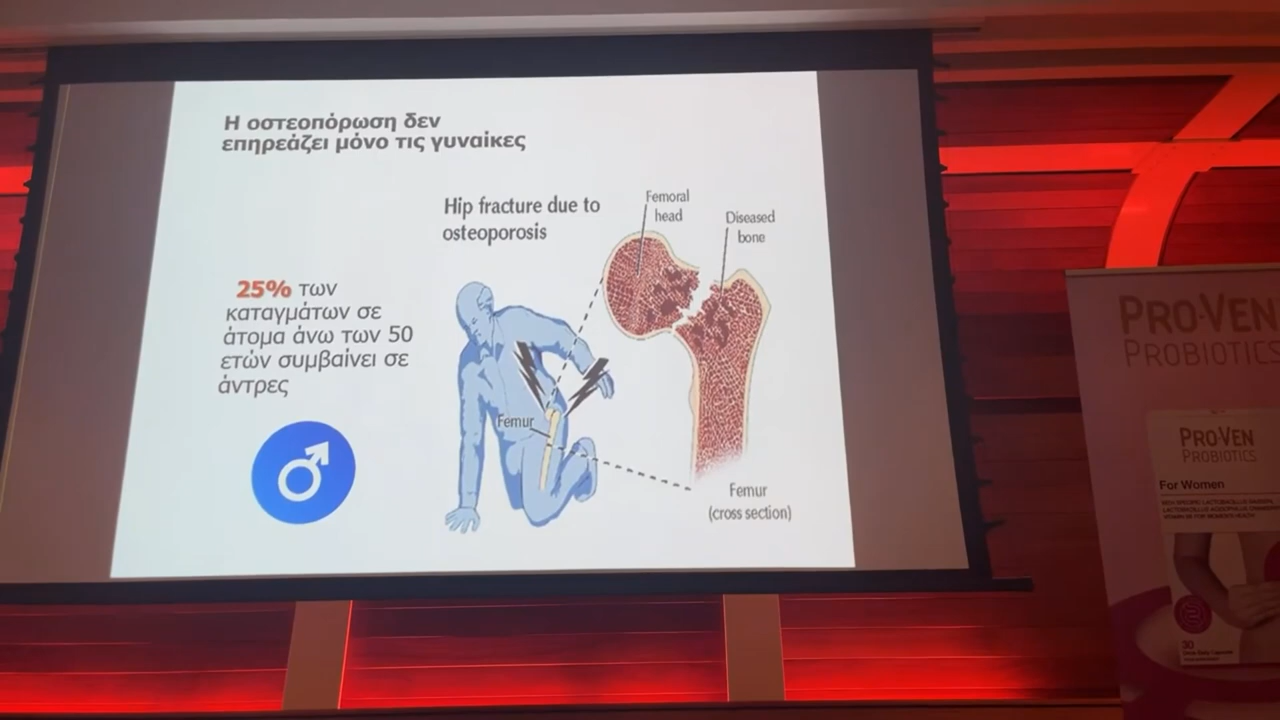 Η οστεοπόρωση δεν
επηρεάζει μόνο τις γυναίκες
Hip fracture due to
osteoporosis
Femoral
head
Diseased
bone
25% των
καταγμάτων σε
άτομα άνω των 50
ετών συμβαίνει σε
άντρες
Femur
Femur
(cross section)
PRO-VEN
PROBIOTICS
PRO-VEN
PROBIOTICS
For Women
30